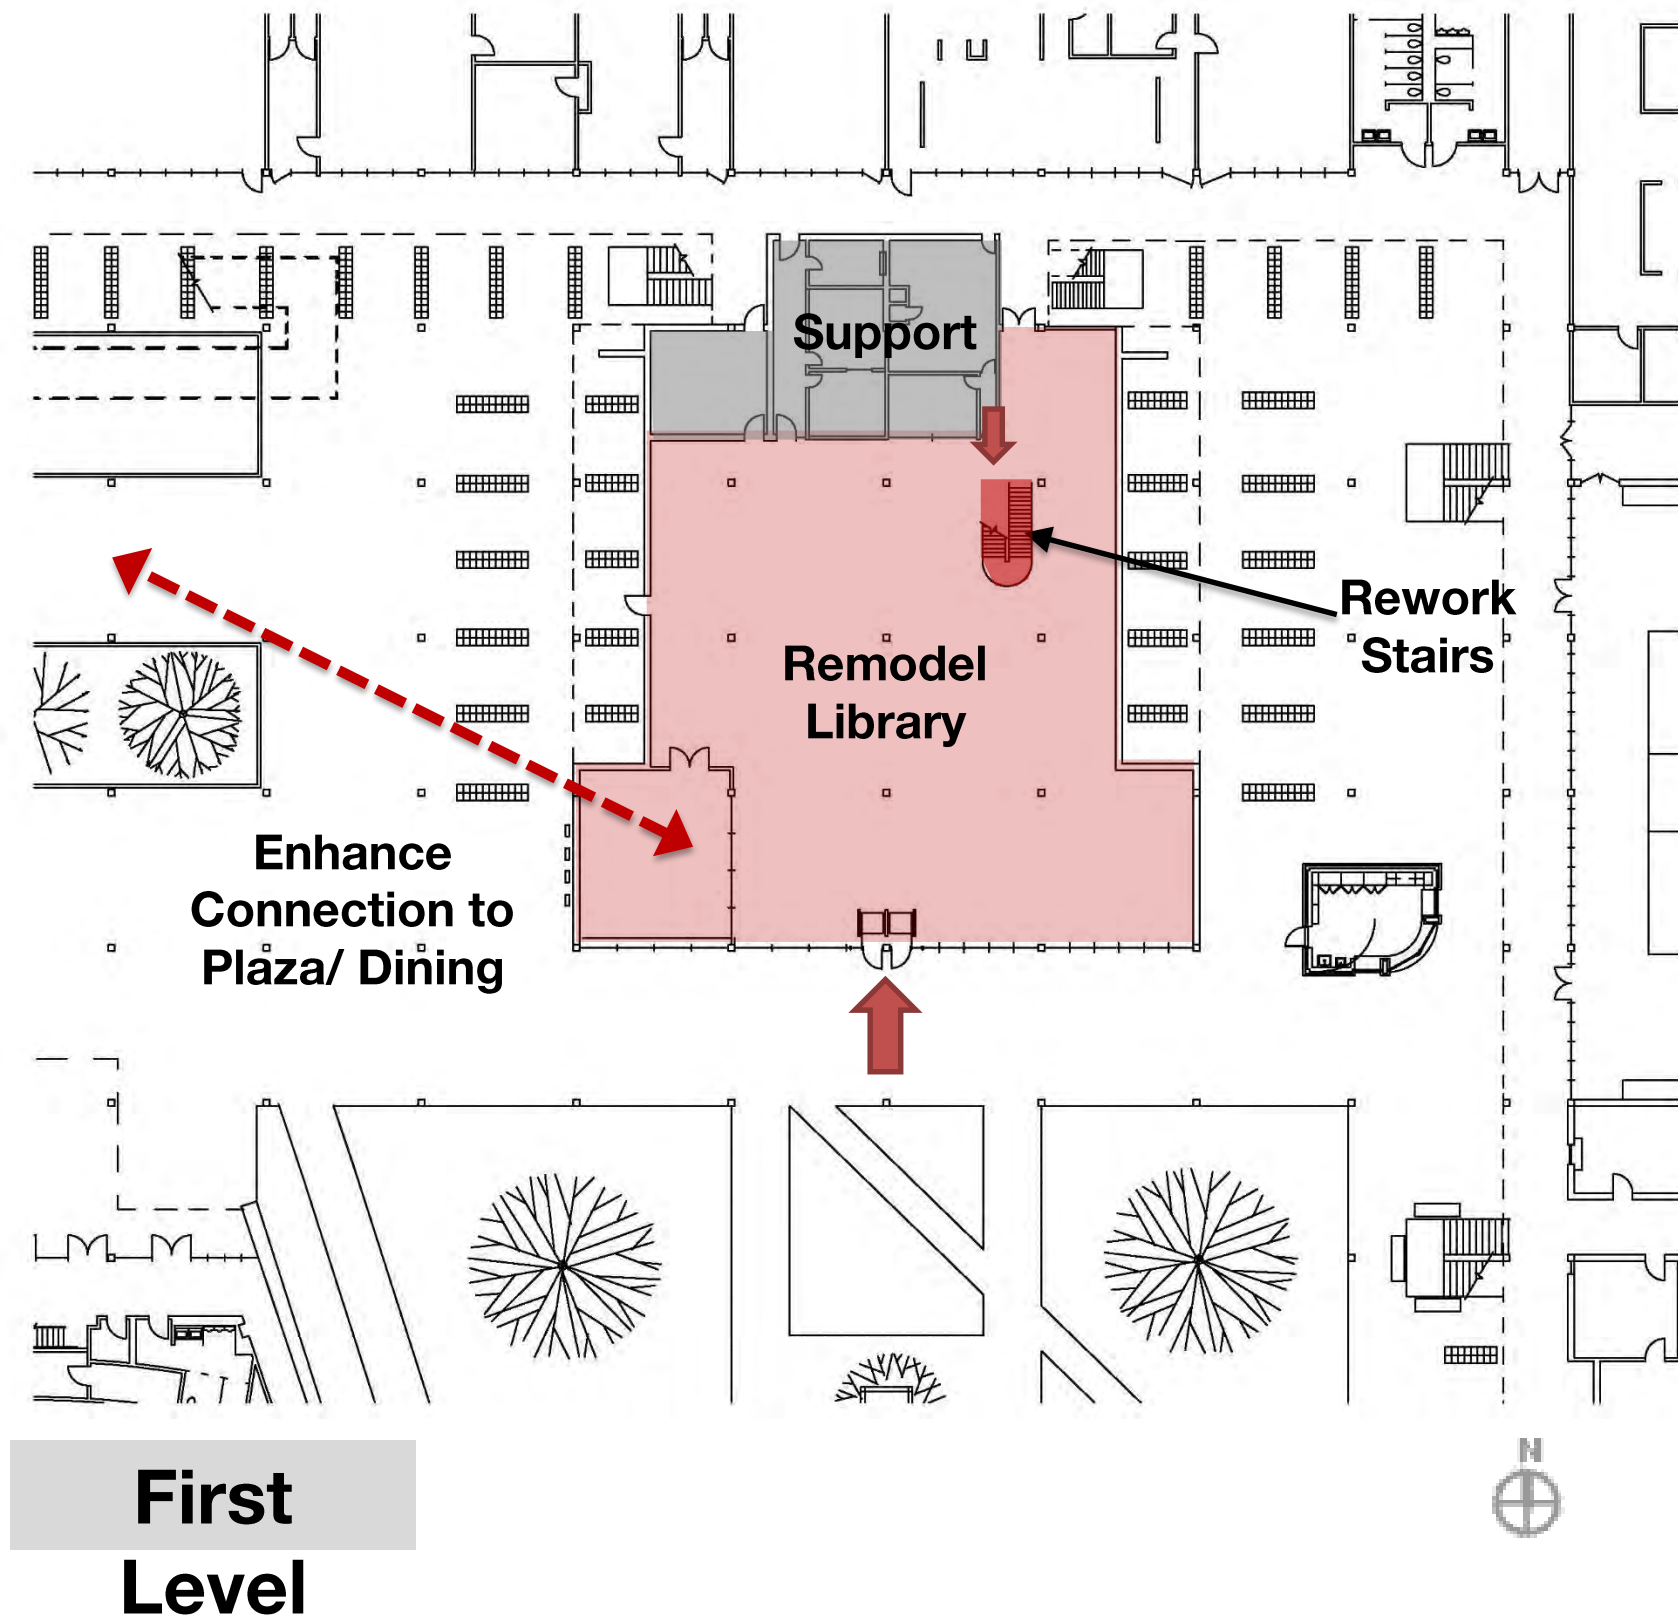 Support
Rework
Stairs
Remodel
Library
Enhance
Connection to
Plaza/ Dining
First
Level
N